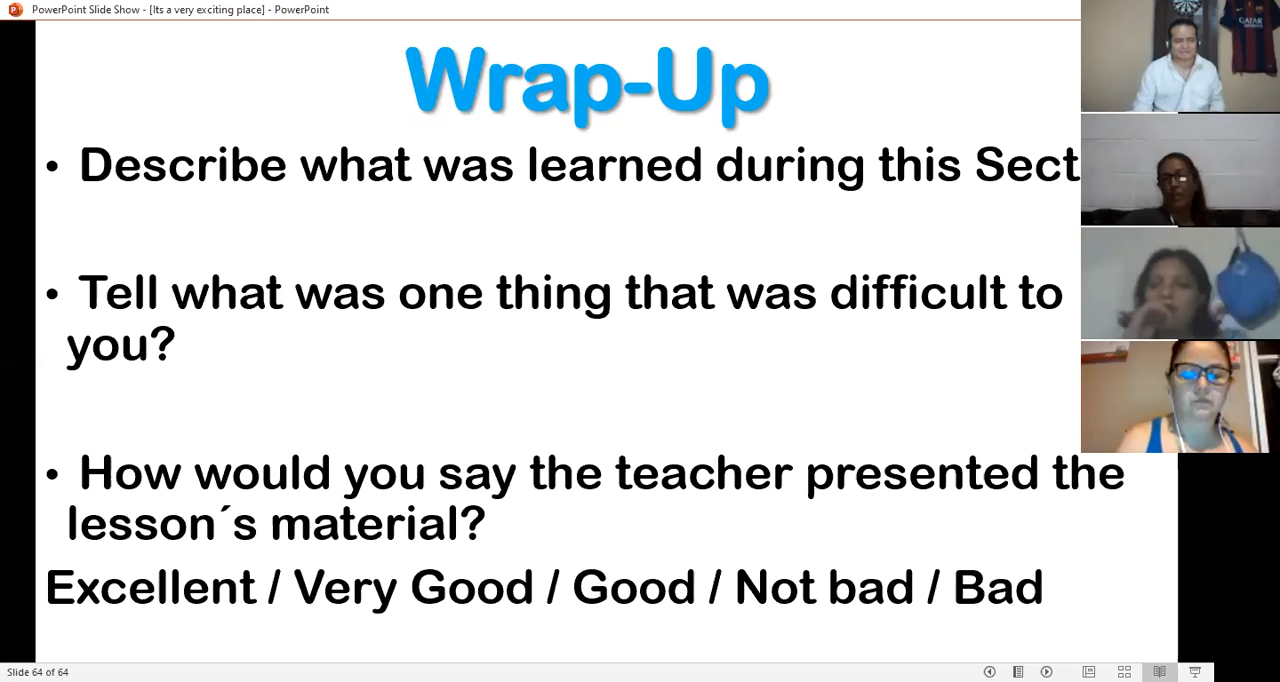 PowerPoint Slide Show - [Its a very exciting place] - PowerPoint
Wrap-Up
• Describe what was learned during this Sect
• Tell what was one thing that was difficult to
you?
• How would you say the teacher presented the
lesson´s material?
Excellent / Very Good / Good / Not bad / Bad
Slide 64 of 64
QATAR